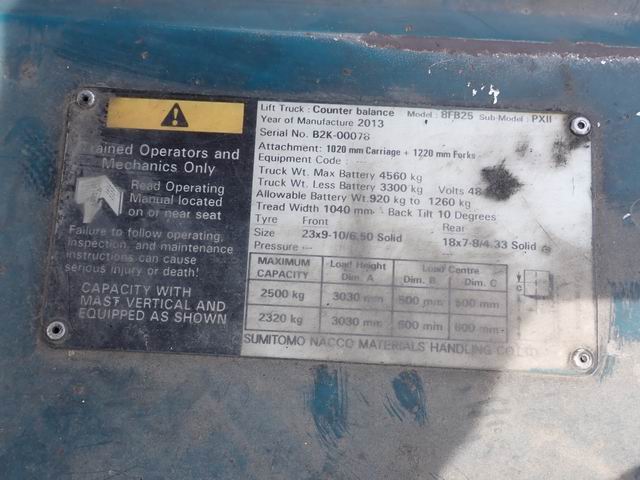 Trained Operators and
Mechanics Only
Read Operating
Manual located
on or near seat
Failure to follow operating,
inspection, and maintenance
instructions can cause
serious injury or death!
CAPACITY WITH
MAST VERTICAL AND
EQUIPPED AS SHOWN
Lift Truck: Counter balance Model: 8FB25 Sub-Model: PXII
Year of Manufacture 2013
Serial No. B2K-00078
Attachment: 1020 mm Carriage + 1220 mm Forks
Equipment Code:
Truck Wt. Max Battery 4560 kg
Truck Wt. Less Battery 3300 kg Volts 48
Allowable Battery Wt. 920 kg to 1260 kg
Tread Width 1040 mm Back Tilt 10 Degrees
Tyre Front Rear
Size 23x9-10/6.50 Solid 18x7-8/4.33 Solid
Pressure
MAXIMUM CAPACITY Load Height Dim. A Load Centre Dim. B Dim. C
2500 kg 3030 mm 500 mm 500 mm
2320 kg 3030 mm 600 mm 600 mm
SUMITOMO NACCO MATERIALS HANDLING CO